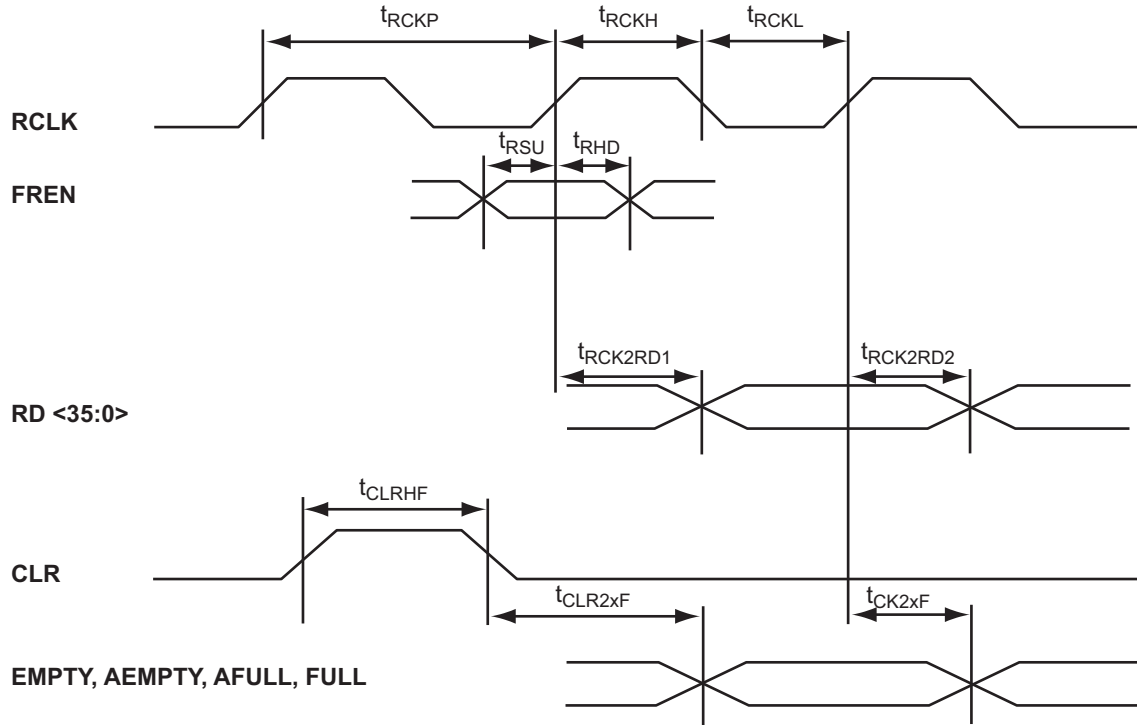 tRCKP tRCKH tRCKL
RCLK
tRSU tRHD
FREN
tRCK2RD1 tRCK2RD2
RD <35:0>
tCLRHF
CLR
tCLR2xF tCK2xF
EMPTY, AEMPTY, AFULL, FULL